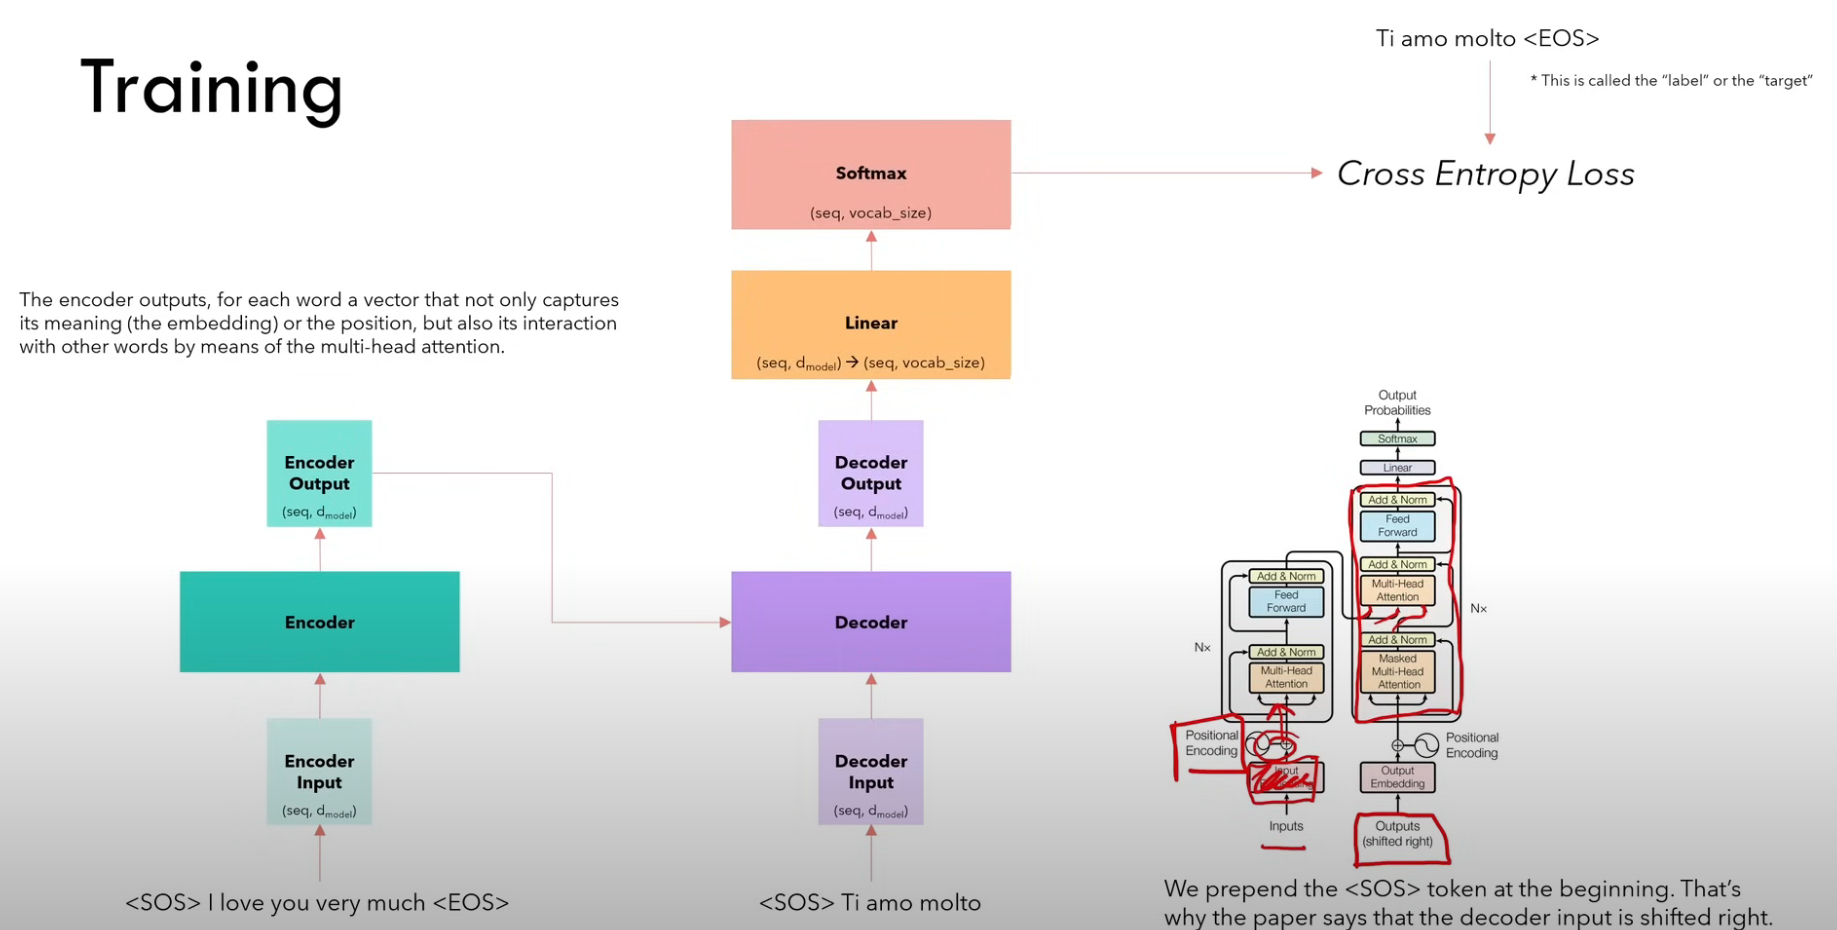 Training
Ti amo molto <EOS>
* This is called the “label” or the “target”
Cross Entropy Loss
Softmax
(seq, vocab_size)
Linear
(seq, dmodel) → (seq, vocab_size)
The encoder outputs, for each word a vector that not only captures
its meaning (the embedding) or the position, but also its interaction
with other words by means of the multi-head attention.
Encoder
Output
(seq, dmodel)
Decoder
Output
(seq, dmodel)
Encoder
Decoder
Encoder
Input
(seq, dmodel)
Decoder
Input
(seq, dmodel)
<SOS> I love you very much <EOS>
<SOS> Ti amo molto
Output
Probabilities
Softmax
Linear
Add & Norm
Feed
Forward
Add & Norm
Multi-Head
Attention
Add & Norm
Masked
Multi-Head
Attention
Nx
Add & Norm
Feed
Forward
Nx
Add & Norm
Multi-Head
Attention
Positional
Encoding
Input
Positional
Encoding
Output
Embedding
Inputs
Outputs
(shifted right)
We prepend the <SOS> token at the beginning. That’s
why the paper says that the decoder input is shifted right.